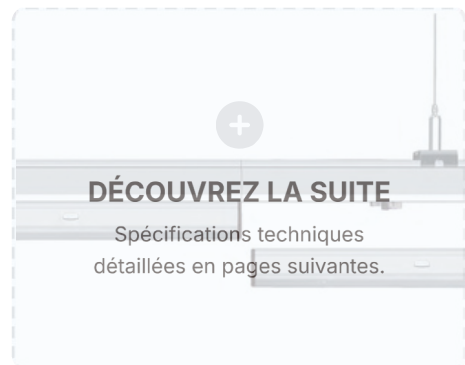 DÉCOUVREZ LA SUITE
Spécifications techniques
détaillées en pages suivantes.